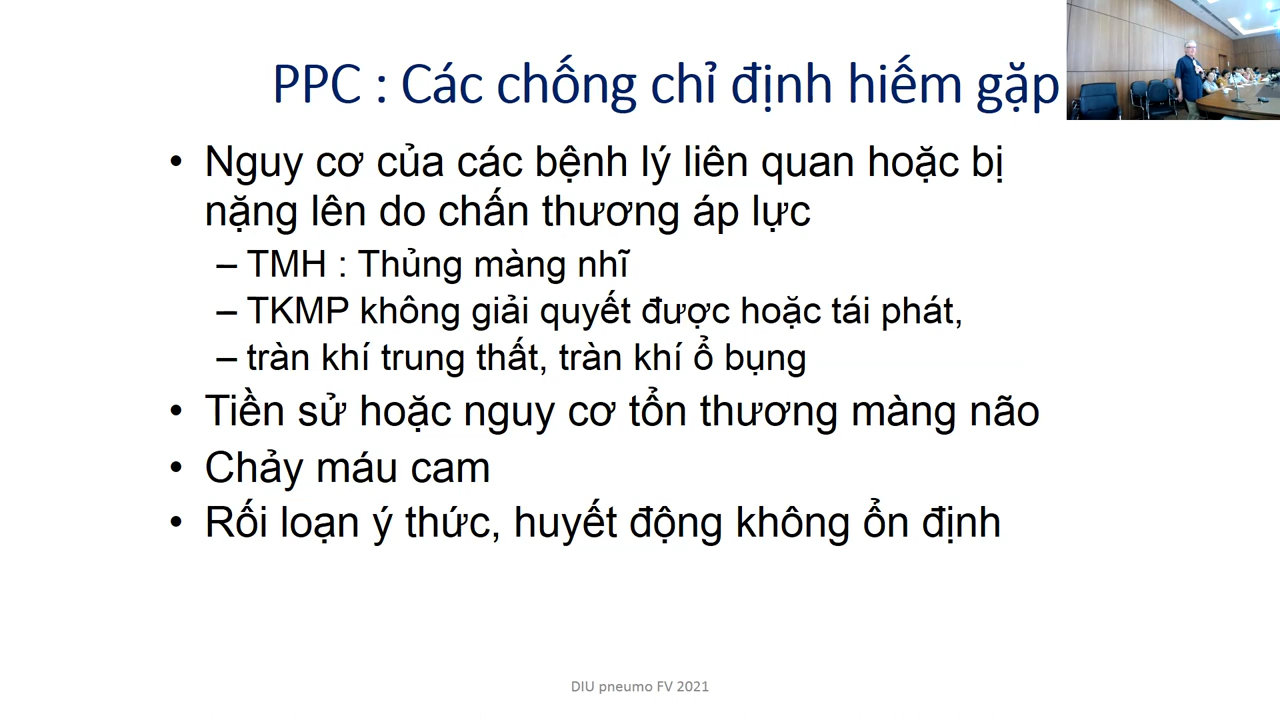 PPC : Các chống chỉ định hiếm gặp
• Nguy cơ của các bệnh lý liên quan hoặc bị
nặng lên do chấn thương áp lực
– TMH : Thủng màng nhĩ
– TKMP không giải quyết được hoặc tái phát,
– tràn khí trung thất, tràn khí ổ bụng
• Tiền sử hoặc nguy cơ tổn thương màng não
• Chảy máu cam
• Rối loạn ý thức, huyết động không ổn định
DIU pneumo FV 2021